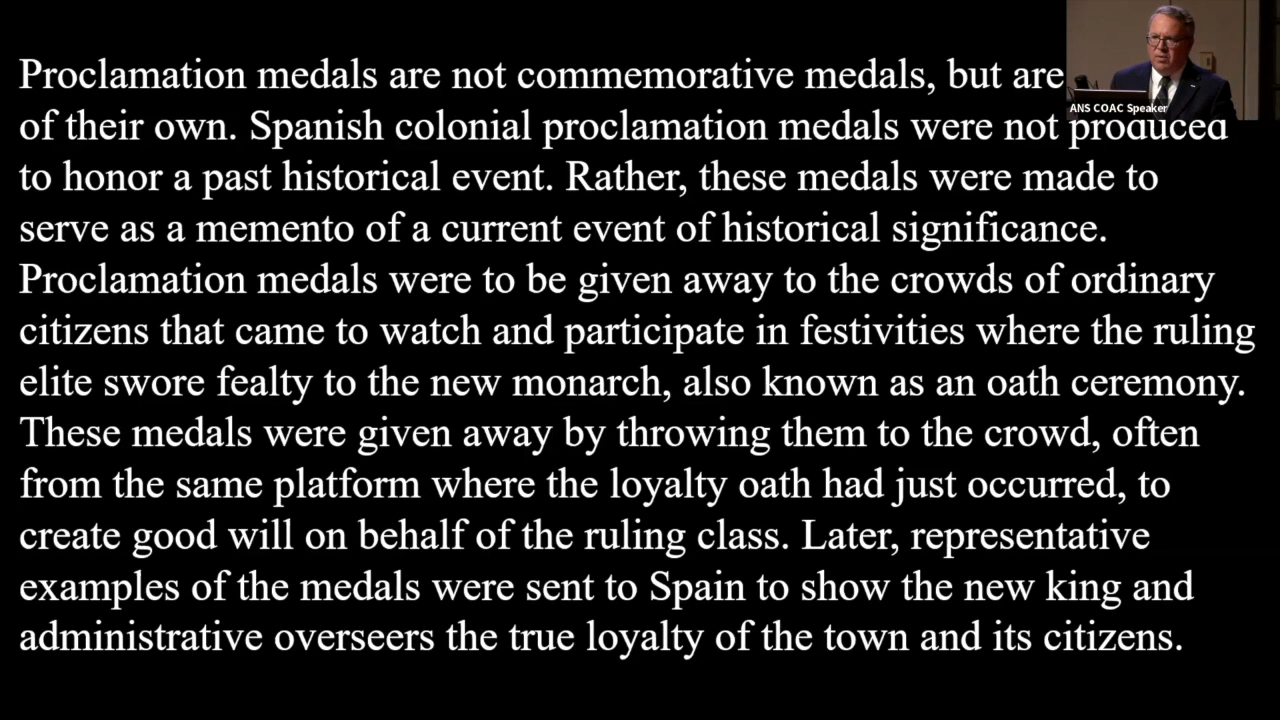 Proclamation medals are not commemorative medals, but are
ANS COAC Speaker
of their own. Spanish colonial proclamation medals were not produced
to honor a past historical event. Rather, these medals were made to
serve as a memento of a current event of historical significance.
Proclamation medals were to be given away to the crowds of ordinary
citizens that came to watch and participate in festivities where the ruling
elite swore fealty to the new monarch, also known as an oath ceremony.
These medals were given away by throwing them to the crowd, often
from the same platform where the loyalty oath had just occurred, to
create good will on behalf of the ruling class. Later, representative
examples of the medals were sent to Spain to show the new king and
administrative overseers the true loyalty of the town and its citizens.